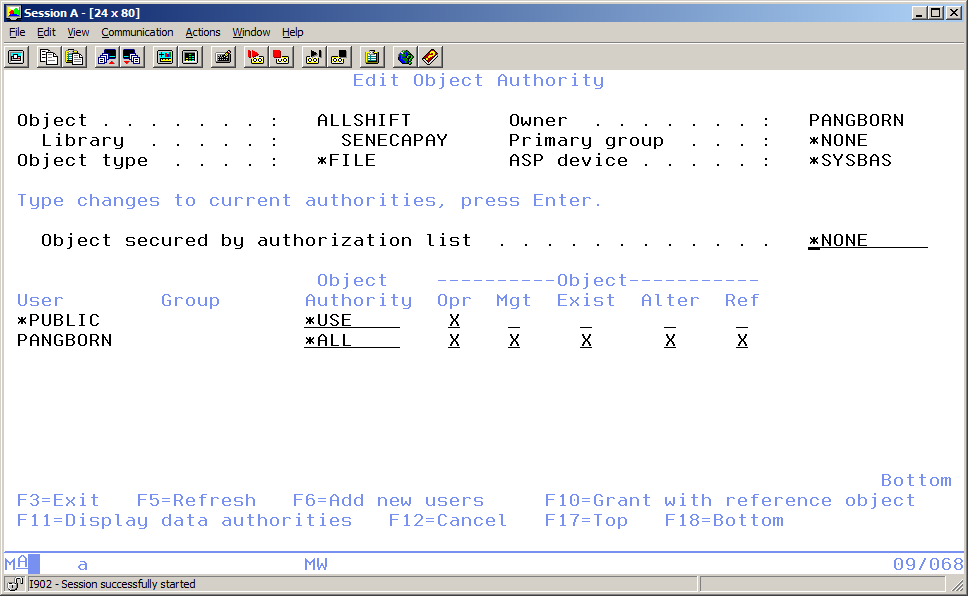 Session A - [24 x 80]
File Edit View Communication Actions Window Help
Edit Object Authority
Object . . . . . . . : ALLSHIFT Owner . . . . . . . : PANGBORN
Library . . . . . : SENECAPAY Primary group . . . : *NONE
Object type . . . . : *FILE ASP device . . . . . : *SYSBAS
Type changes to current authorities, press Enter.
Object secured by authorization list . . . . . . . . . . . . *NONE
Object ----------Object-----------
User Group Authority Opr Mgt Exist Alter Ref
*PUBLIC *USE X _ _ _ _
PANGBORN *ALL X X X X X
Bottom
F3=Exit F5=Refresh F6=Add new users F10=Grant with reference object
F11=Display data authorities F12=Cancel F17=Top F18=Bottom
MA a MW 09/068
I902 - Session successfully started